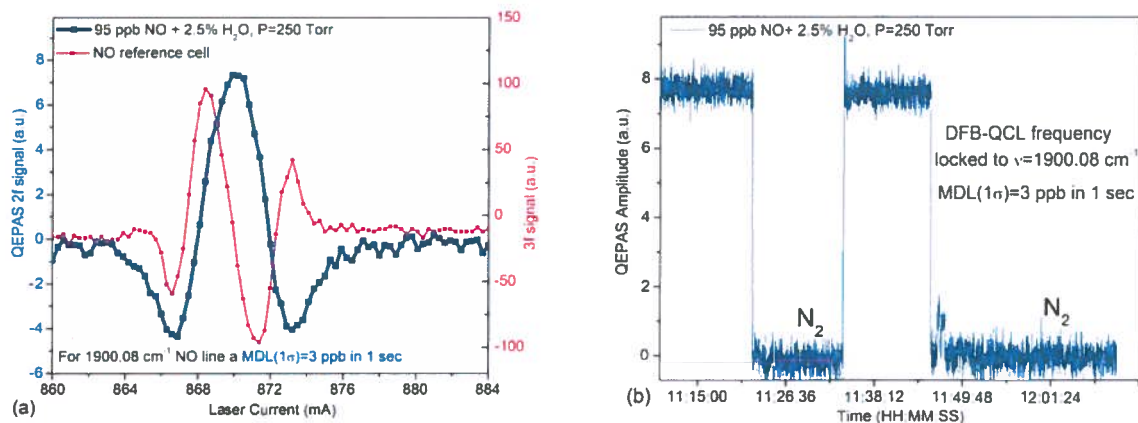 95 ppb NO + 2.5% H2O, P=250 Torr
NO reference cell
QEPAS 2f signal (a.u.)
8
6
4
2
0
-2
-4
-6
150
100
50
0
-50
-100
3f signal (a.u.)
For 1900.08 cm-1 NO line a MDL(1σ)=3 ppb in 1 sec
860 864 868 872 876 880 884
(a) Laser Current (mA)
95 ppb NO+ 2.5% H2O, P=250 Torr
QEPAS Amplitude (a.u.)
8
6
4
2
0
DFB-QCL frequency
locked to ν=1900.08 cm-1
MDL(1σ)=3 ppb in 1 sec
N2
N2
11:15:00 11:26:36 11:38:12 11:49:48 12:01:24
(b) Time (HH:MM SS)